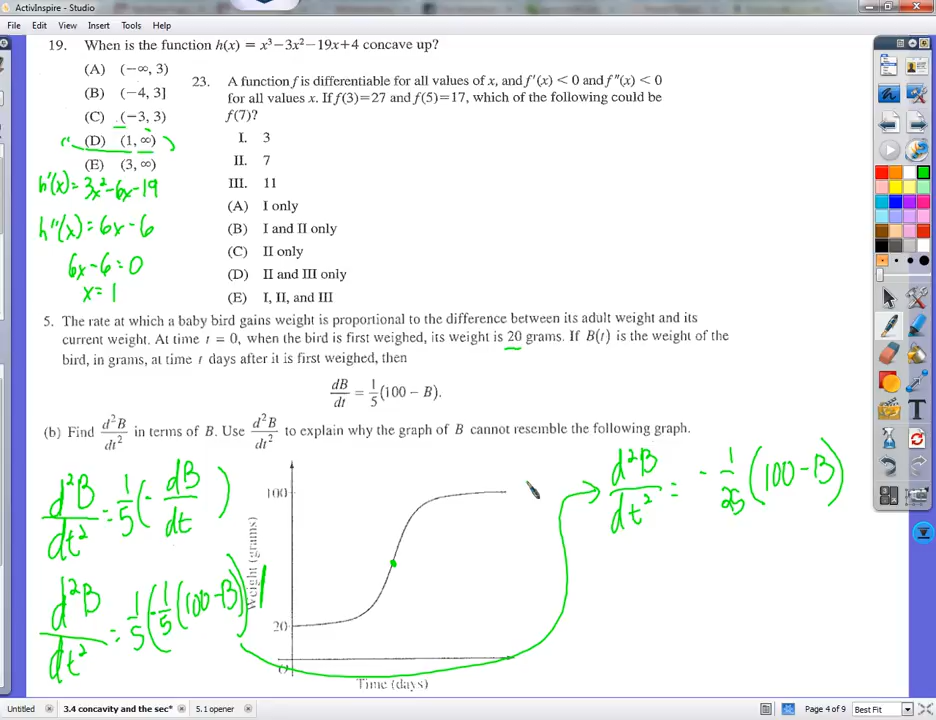 ActivInspire - Studio
File Edit View Insert Tools Help
19. When is the function h(x) = x³−3x²−19x+4 concave up?
(A) (−∞, 3)
(B) (−4, 3]
(C) (−3, 3)
(D) (1, ∞)
(E) (3, ∞)
h'(x)= 3x²-6x-19
h''(x)=6x-6
6x-6=0
x=1
23. A function f is differentiable for all values of x, and f′(x) < 0 and f″(x) < 0
for all values x. If f(3)=27 and f(5)=17, which of the following could be
f(7)?
I. 3
II. 7
III. 11
(A) I only
(B) I and II only
(C) II only
(D) II and III only
(E) I, II, and III
5. The rate at which a baby bird gains weight is proportional to the difference between its adult weight and its
current weight. At time t = 0, when the bird is first weighed, its weight is 20 grams. If B(t) is the weight of the
bird, in grams, at time t days after it is first weighed, then
dB/dt = 1/5 (100 − B).
(b) Find d²B/dt² in terms of B. Use d²B/dt² to explain why the graph of B cannot resemble the following graph.
d²B/dt² = 1/5 (- dB/dt)
d²B/dt² = 1/5 (-1/5 (100-B))
d²B/dt² = - 1/25 (100-B)
100
Weight (grams)
20
O
Time (days)
Untitled 3.4 concavity and the sec* 5.1 opener Page 4 of 9 Best Fit